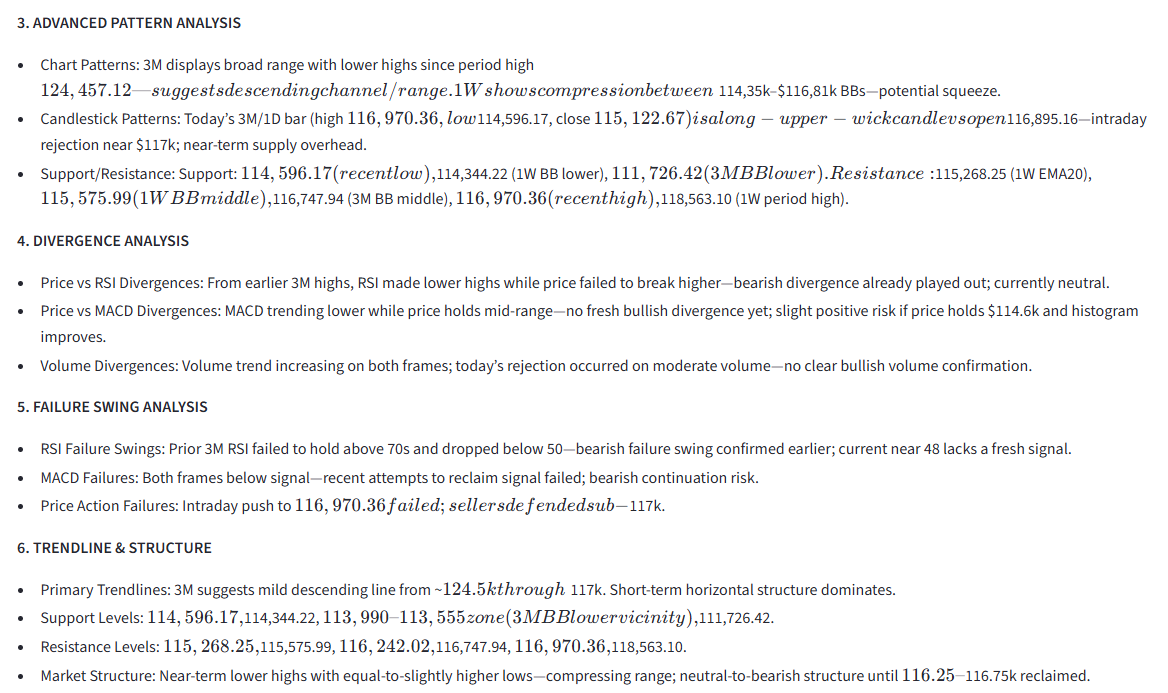 3. ADVANCED PATTERN ANALYSIS
• Chart Patterns: 3M displays broad range with lower highs since period high
124,457.12—suggestsdescendingchannel/range.1Wshowscompressionbetween 114,35k–$116,81k BBs—potential squeeze.
• Candlestick Patterns: Today's 3M/1D bar (high 116,970.36,low114,596.17, close 115,122.67)isalong−upper−wickcandlevsopen116,895.16—intraday
rejection near $117k; near-term supply overhead.
• Support/Resistance: Support: 114,596.17(recentlow),114,344.22 (1W BB lower), 111,726.42(3MBBlower).Resistance:115,268.25 (1W EMA20),
115,575.99(1WBBmiddle),116,747.94 (3M BB middle), 116,970.36(recenthigh),118,563.10 (1W period high).
4. DIVERGENCE ANALYSIS
• Price vs RSI Divergences: From earlier 3M highs, RSI made lower highs while price failed to break higher—bearish divergence already played out; currently neutral.
• Price vs MACD Divergences: MACD trending lower while price holds mid-range—no fresh bullish divergence yet; slight positive risk if price holds $114.6k and histogram
improves.
• Volume Divergences: Volume trend increasing on both frames; today's rejection occurred on moderate volume—no clear bullish volume confirmation.
5. FAILURE SWING ANALYSIS
• RSI Failure Swings: Prior 3M RSI failed to hold above 70s and dropped below 50—bearish failure swing confirmed earlier; current near 48 lacks a fresh signal.
• MACD Failures: Both frames below signal—recent attempts to reclaim signal failed; bearish continuation risk.
• Price Action Failures: Intraday push to 116,970.36failed;sellersdefendedsub−117k.
6. TRENDLINE & STRUCTURE
• Primary Trendlines: 3M suggests mild descending line from ~124.5kthrough 117k. Short-term horizontal structure dominates.
• Support Levels: 114,596.17,114,344.22, 113,990–113,555zone(3MBBlowervicinity),111,726.42.
• Resistance Levels: 115,268.25,115,575.99, 116,242.02,116,747.94, 116,970.36,118,563.10.
• Market Structure: Near-term lower highs with equal-to-slightly higher lows—compressing range; neutral-to-bearish structure until 116.25–116.75k reclaimed.